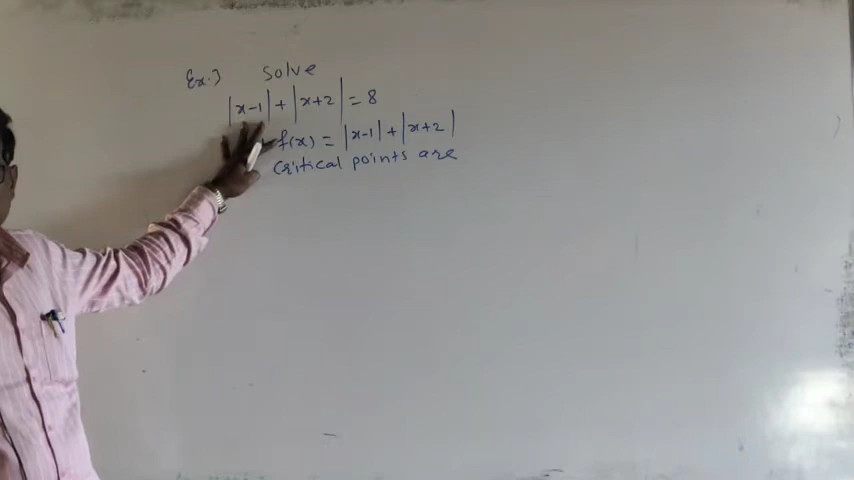 Ex.) Solve
|x-1| + |x+2| = 8
f(x) = |x-1| + |x+2|
critical points are